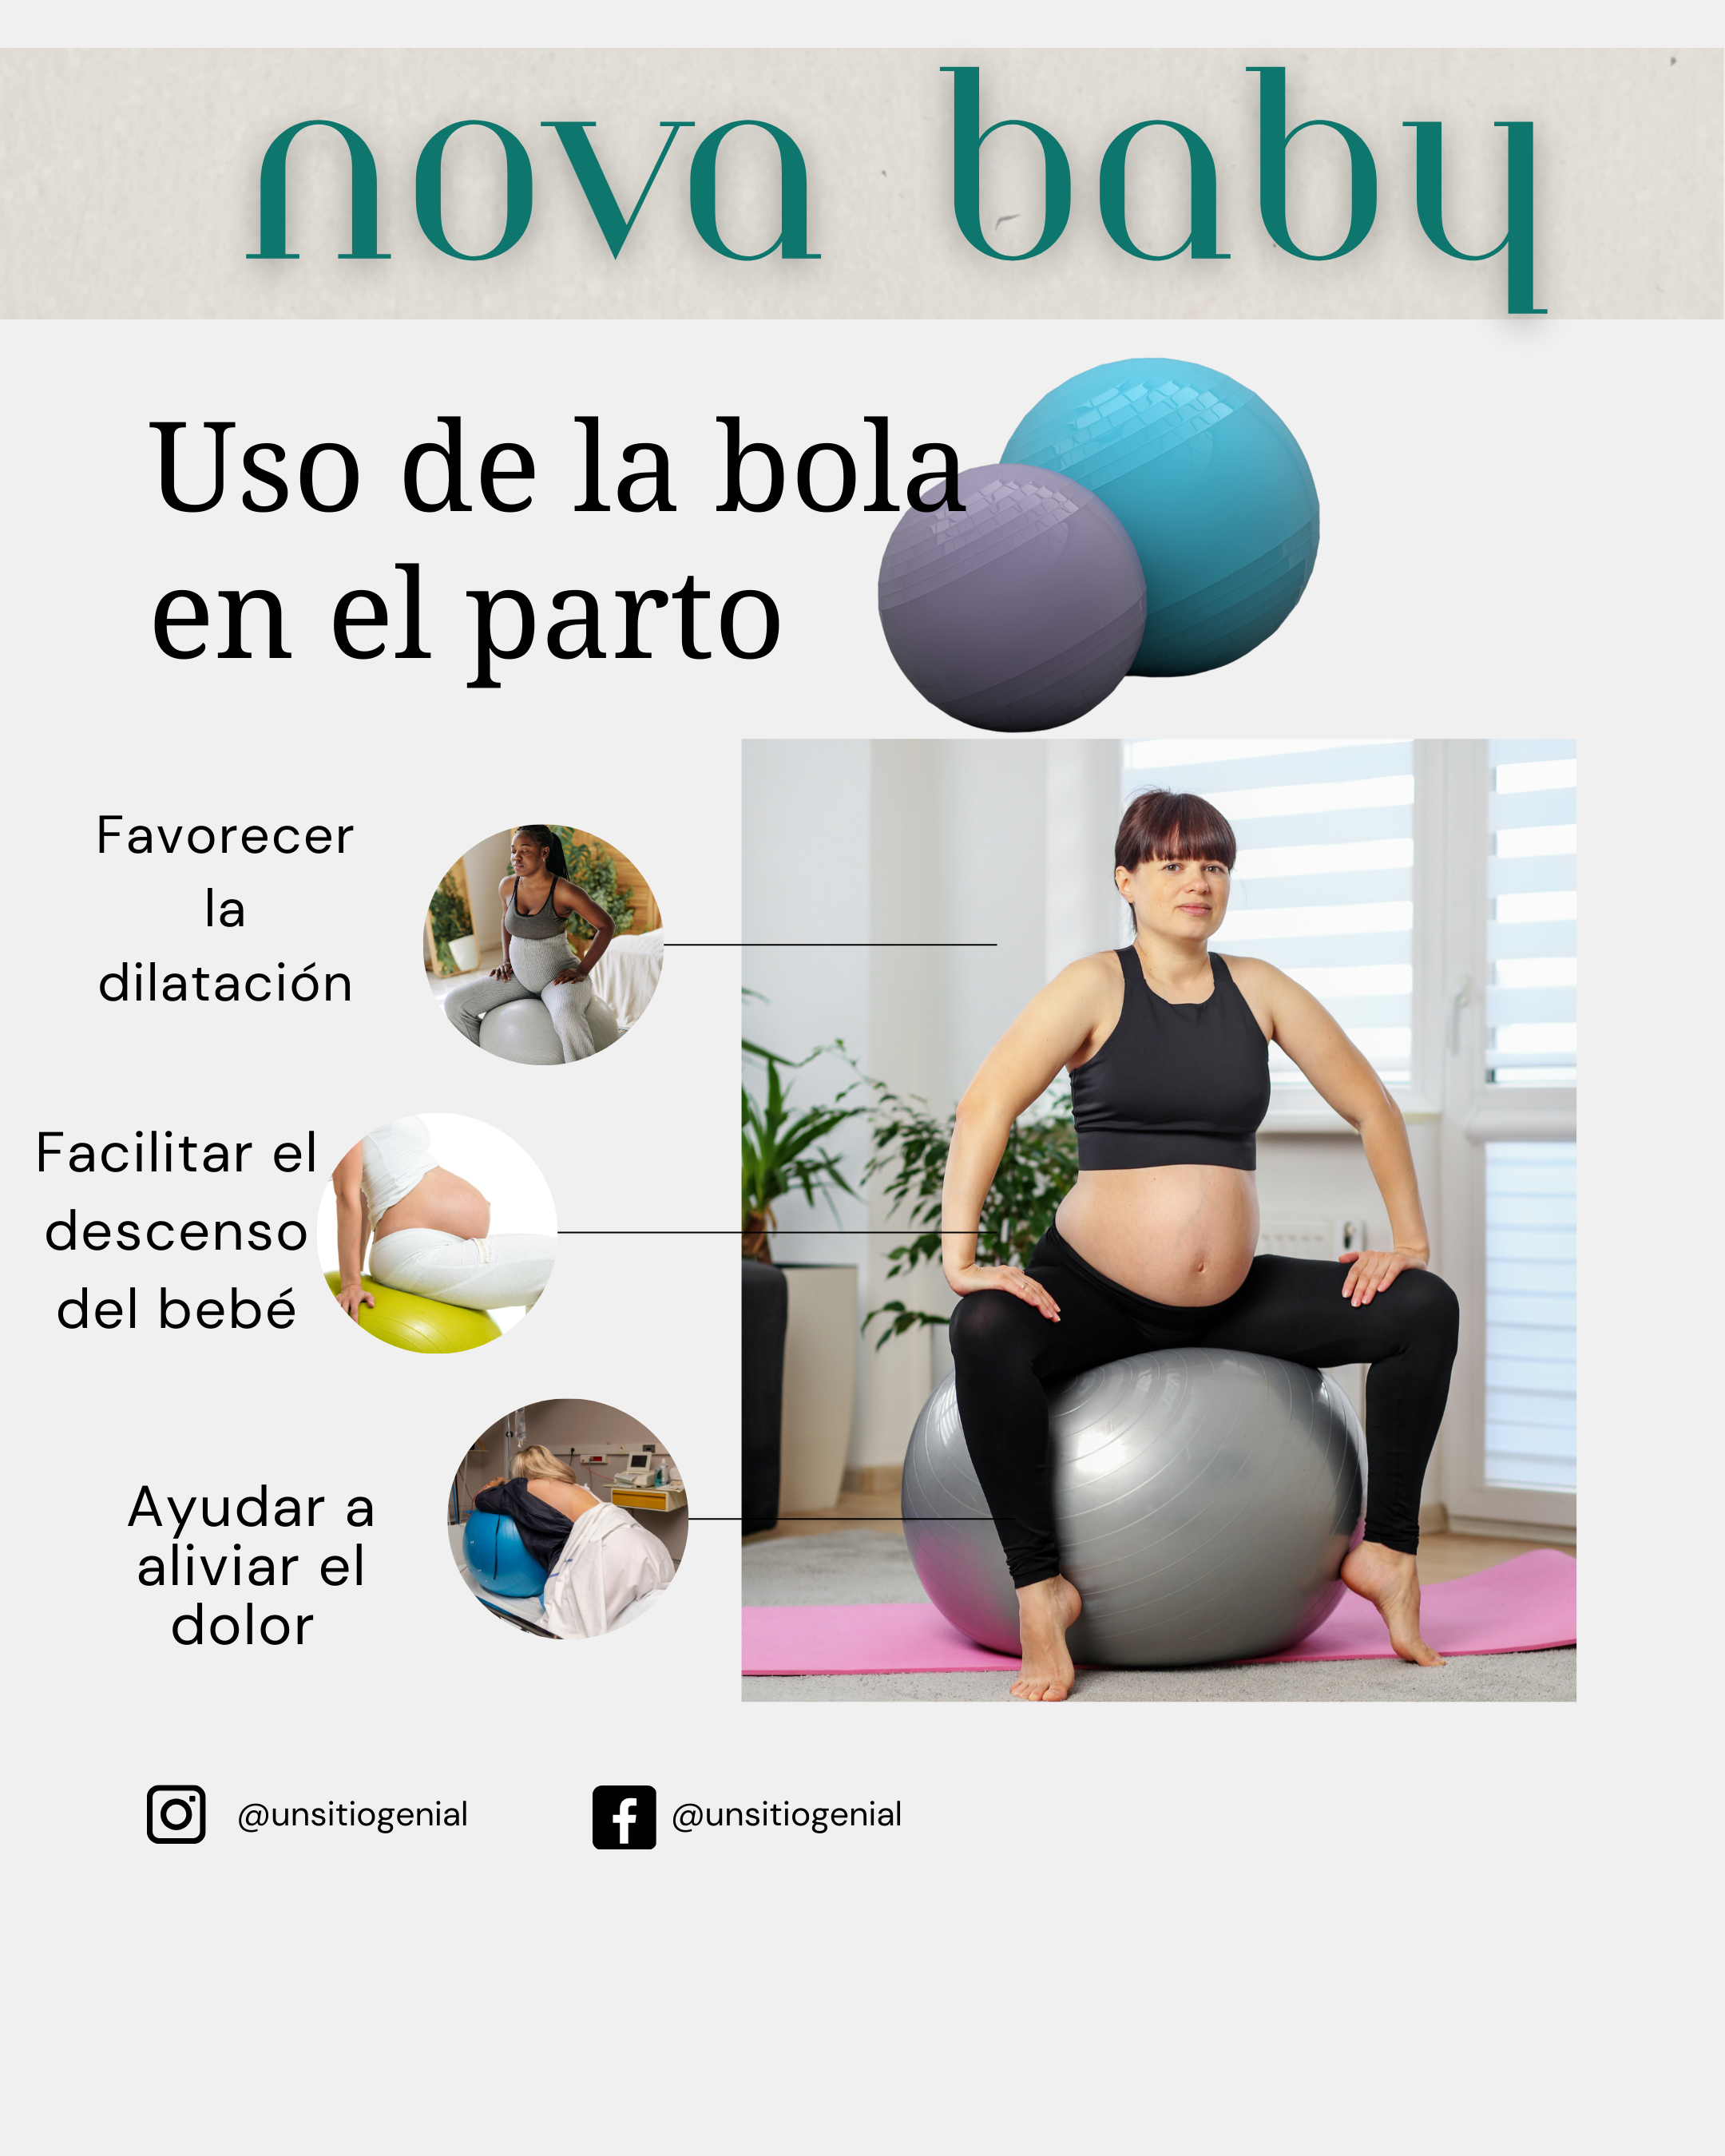 nova baby
Uso de la bola
en el parto
Favorecer
la
dilatación
Facilitar el
descenso
del bebé
Ayudar a
aliviar el
dolor
@unsitiogenial
@unsitiogenial